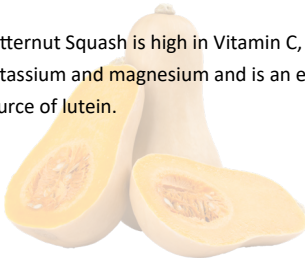 tternut Squash is high in Vitamin C,
tassium and magnesium and is an e
urce of lutein.